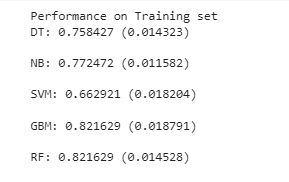 Performance on Training set
DT: 0.758427 (0.014323)
NB: 0.772472 (0.011582)
SVM: 0.662921 (0.018204)
GBM: 0.821629 (0.018791)
RF: 0.821629 (0.014528)